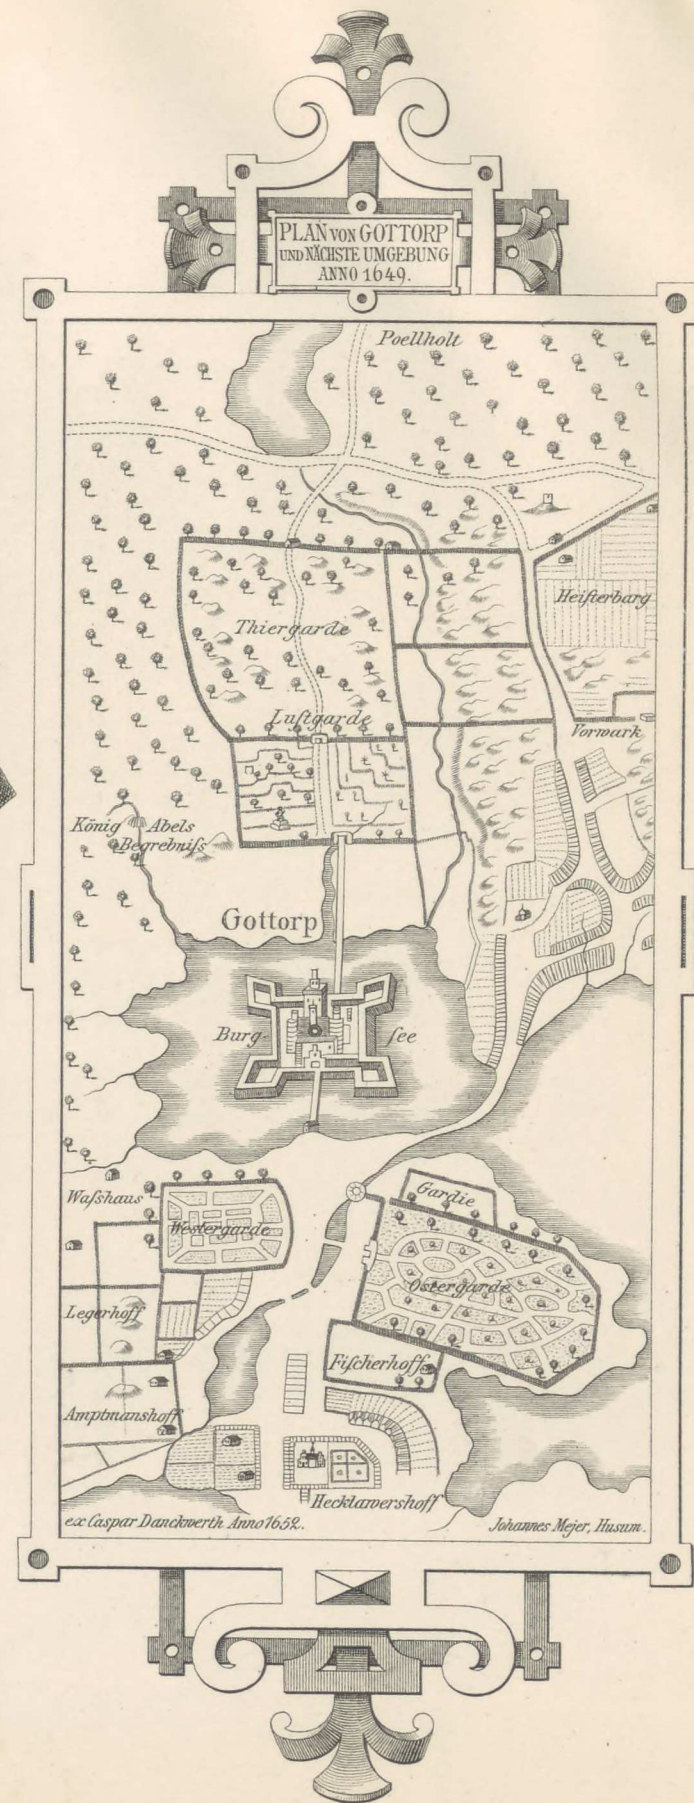 PLAN VON GOTTORP
UND NÄCHSTE UMGEBUNG
ANNO 1649.
Poellholt
Heiſterbarg
Thiergarde
Luſtgarde
Vorwark
König Abels
Begrebniſs
Gottorp
Burg-
ſee
Waſshaus
Gardie
Westergarde
Ostergarde
Legerhoff
Fiſcherhoff
Amptmanshoff
Hecklawershoff
ex Caspar Danckwerth Anno 1652.
Johannes Mejer, Husum.